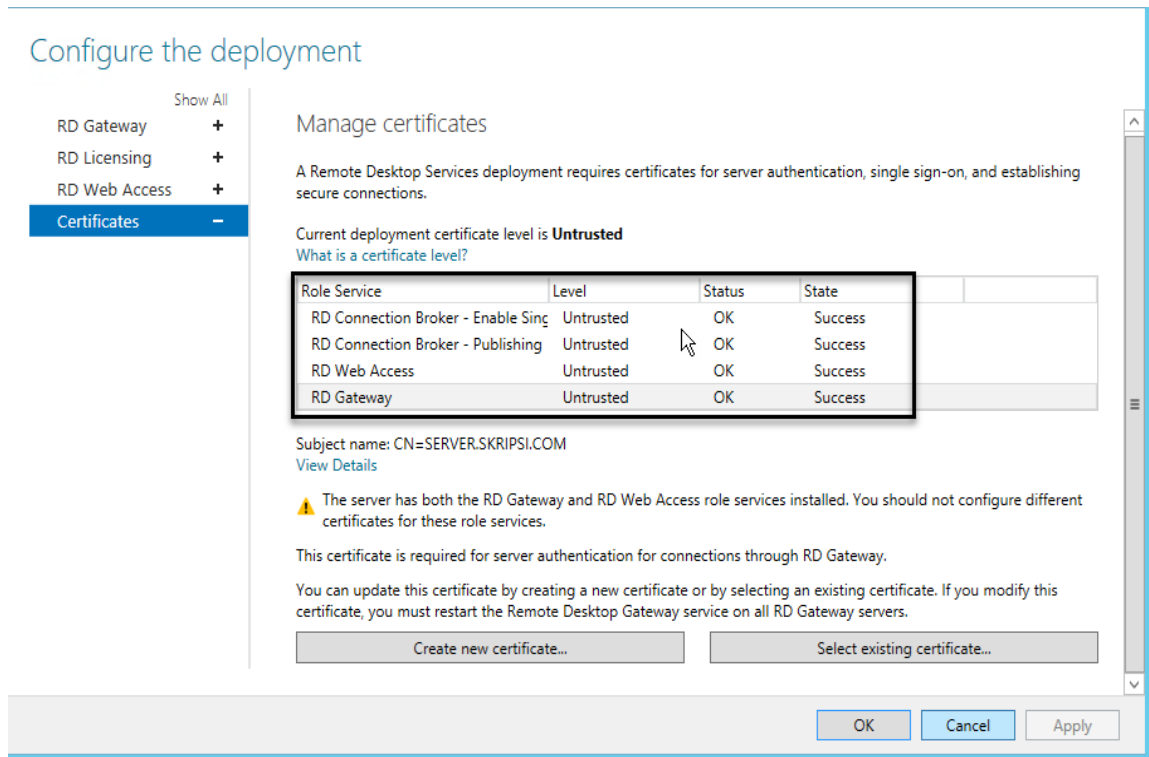 Configure the deployment
Show All
RD Gateway +
RD Licensing +
RD Web Access +
Certificates –
Manage certificates
A Remote Desktop Services deployment requires certificates for server authentication, single sign-on, and establishing
secure connections.
Current deployment certificate level is Untrusted
What is a certificate level?
Role Service Level Status State
RD Connection Broker - Enable Sing Untrusted OK Success
RD Connection Broker - Publishing Untrusted OK Success
RD Web Access Untrusted OK Success
RD Gateway Untrusted OK Success
Subject name: CN=SERVER.SKRIPSI.COM
View Details
The server has both the RD Gateway and RD Web Access role services installed. You should not configure different
certificates for these role services.
This certificate is required for server authentication for connections through RD Gateway.
You can update this certificate by creating a new certificate or by selecting an existing certificate. If you modify this
certificate, you must restart the Remote Desktop Gateway service on all RD Gateway servers.
Create new certificate... Select existing certificate...
OK Cancel Apply